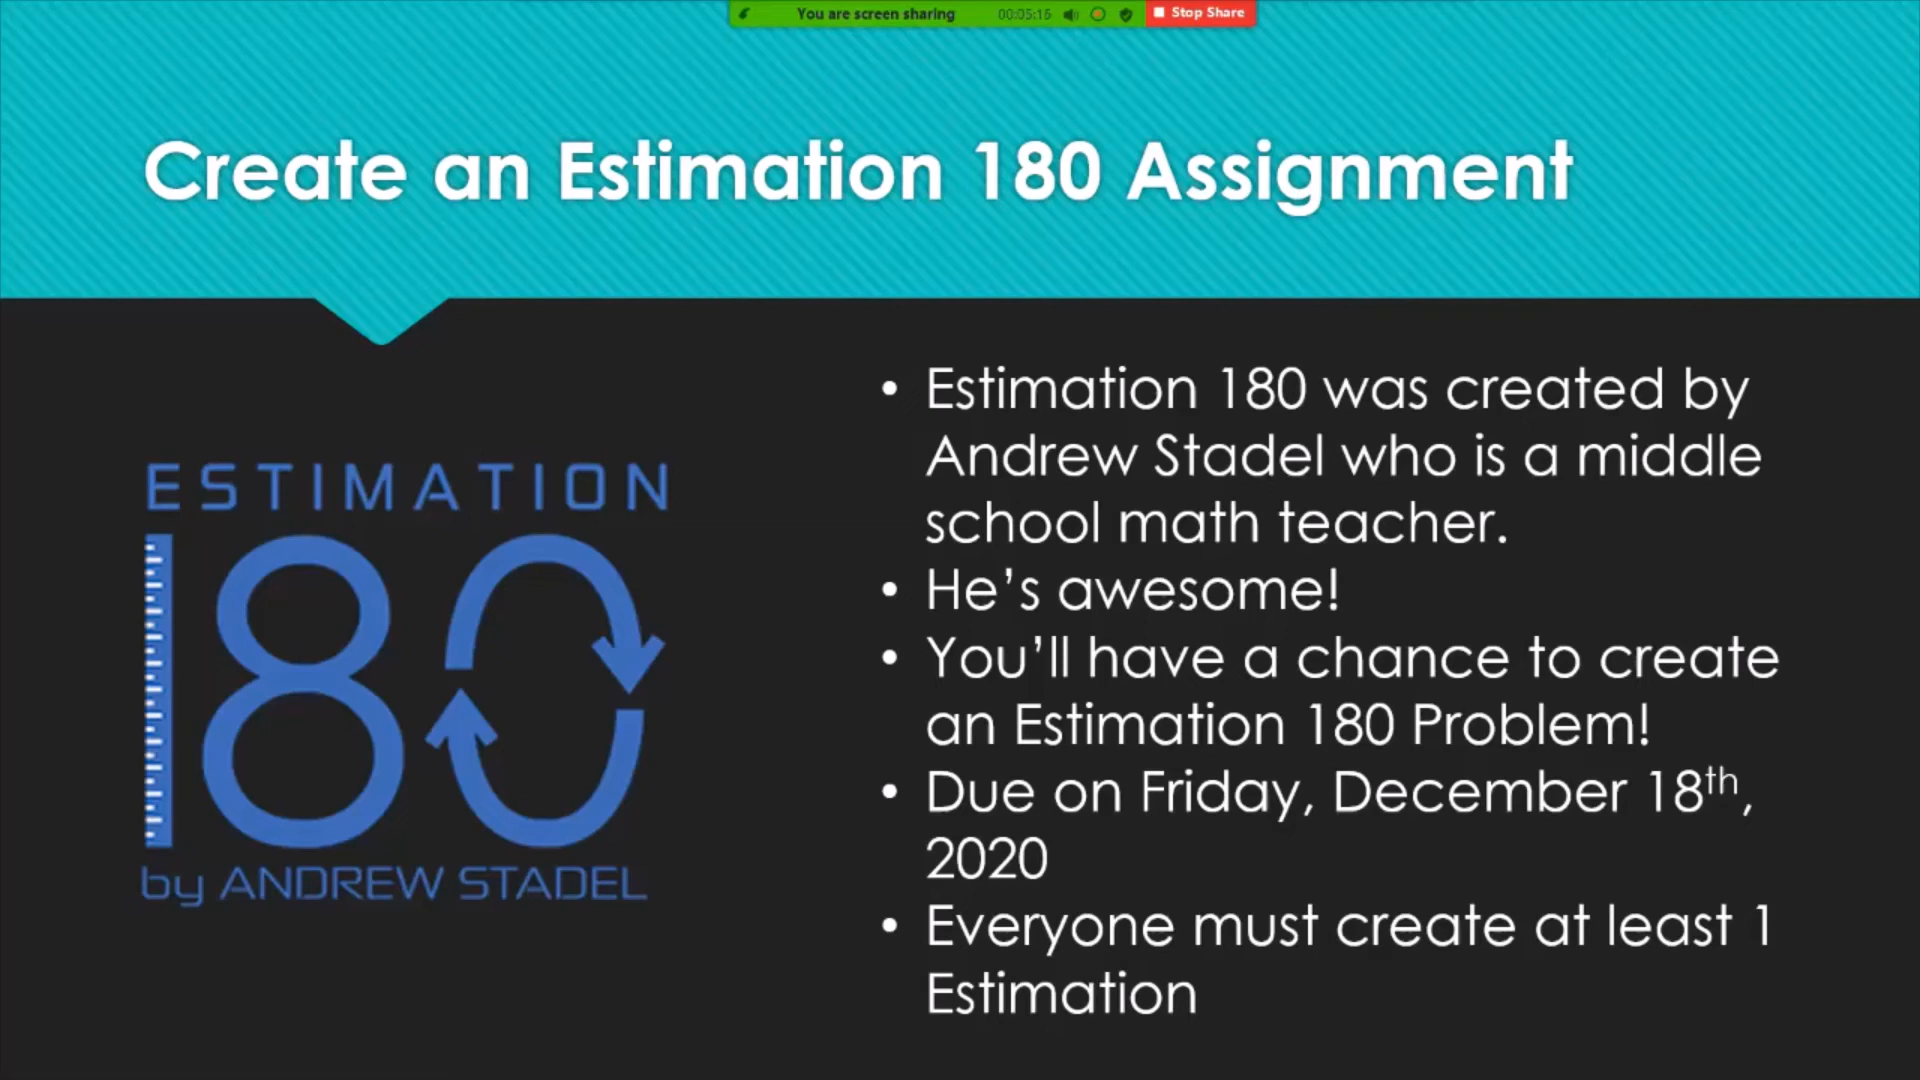 You are screen sharing 00:05:15 Stop Share
Create an Estimation 180 Assignment
ESTIMATION
180
by ANDREW STADEL
• Estimation 180 was created by
Andrew Stadel who is a middle
school math teacher.
• He’s awesome!
• You’ll have a chance to create
an Estimation 180 Problem!
• Due on Friday, December 18th,
2020
• Everyone must create at least 1
Estimation